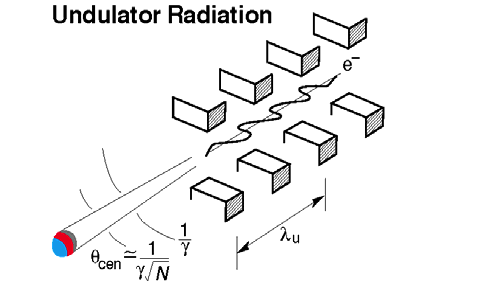 Undulator Radiation
e⁻
λu
1/γ
θcen ≃ 1/γ√N